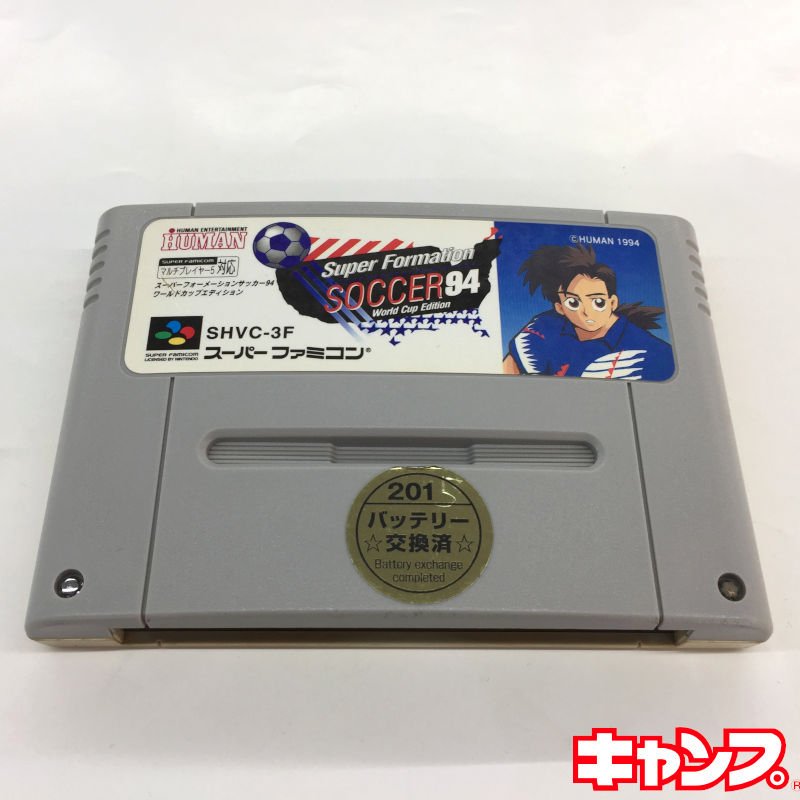 HUMAN ENTERTAINMENT
HUMAN
SUPER FAMICOM
マルチプレイヤー5 対応
スーパーフォーメーションサッカー94
ワールドカップエディション
Super Formation
SOCCER 94
World Cup Edition
©HUMAN 1994
SUPER FAMICOM
LICENSED BY NINTENDO
SHVC-3F
スーパーファミコン®
201
バッテリー
☆交換済☆
Battery exchange
completed
キャンプ。